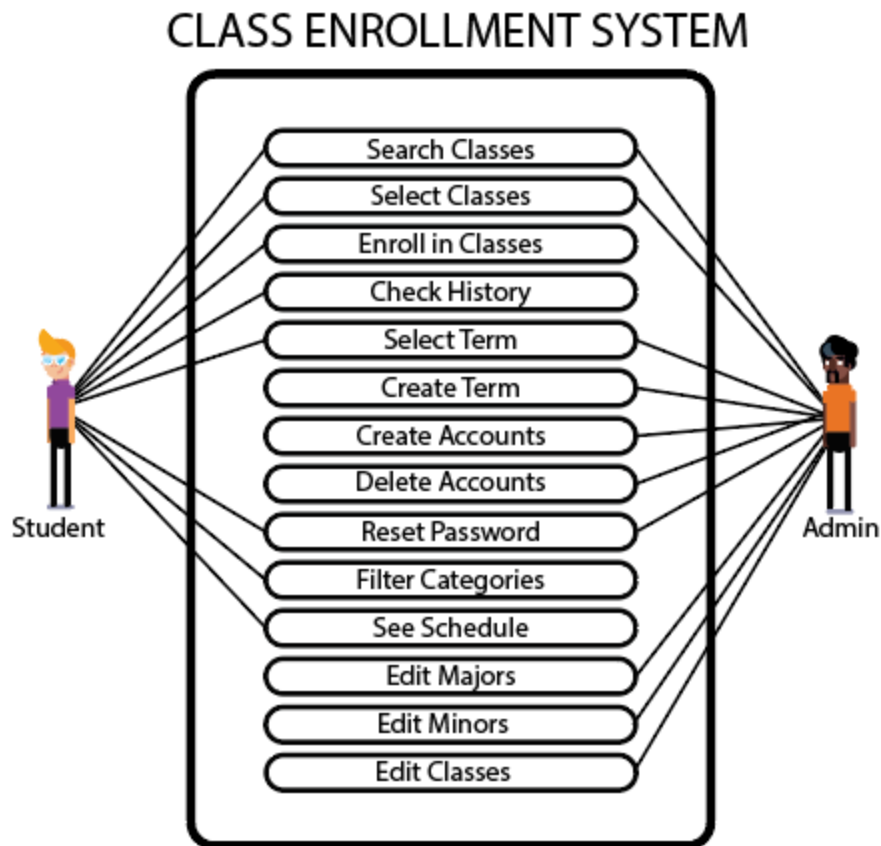 CLASS ENROLLMENT SYSTEM
Search Classes
Select Classes
Enroll in Classes
Check History
Select Term
Create Term
Create Accounts
Delete Accounts
Reset Password
Filter Categories
See Schedule
Edit Majors
Edit Minors
Edit Classes
Student
Admin